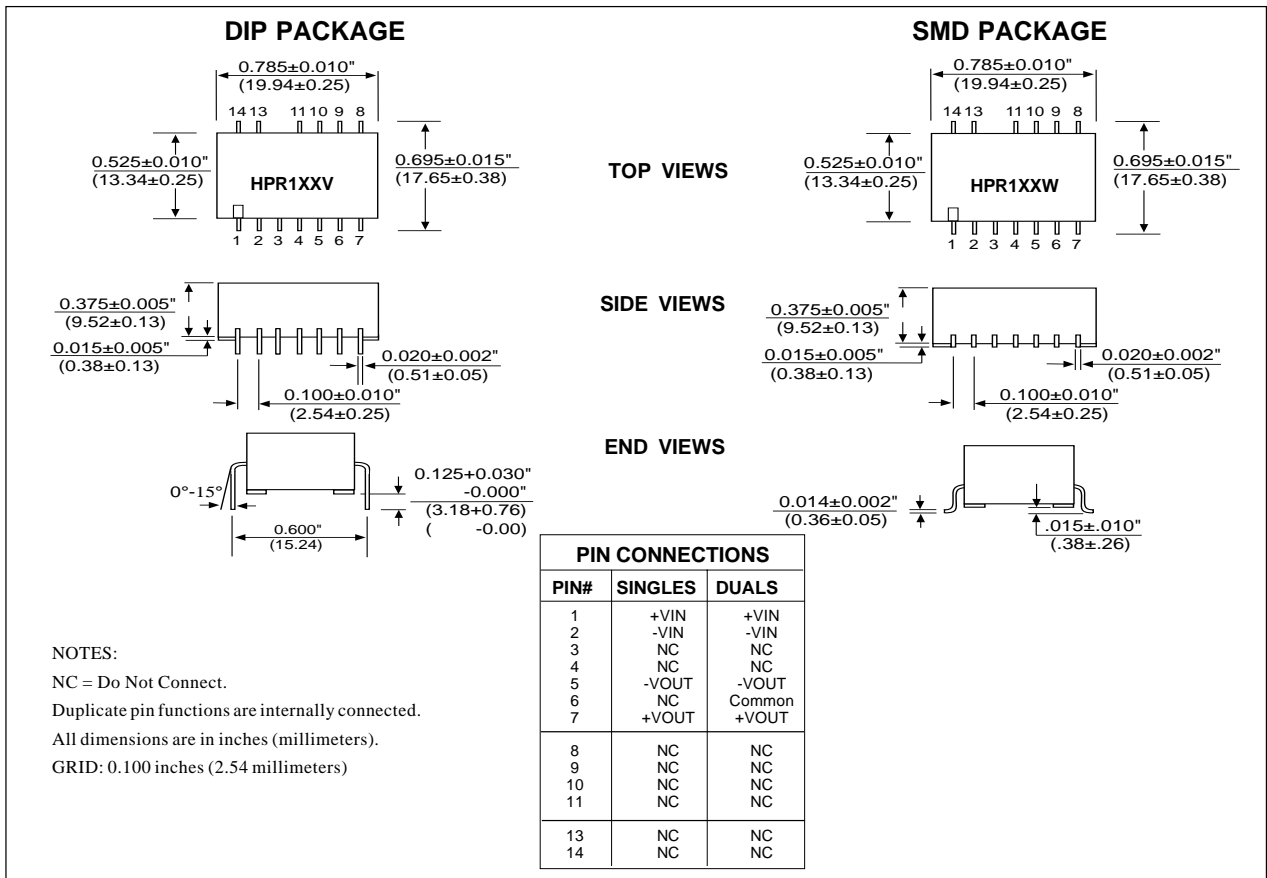 DIP PACKAGE
0.785±0.010"
(19.94±0.25)
14 13 11 10 9 8
0.525±0.010"
(13.34±0.25)
HPR1XXV
0.695±0.015"
(17.65±0.38)
1 2 3 4 5 6 7
TOP VIEWS
SMD PACKAGE
0.785±0.010"
(19.94±0.25)
14 13 11 10 9 8
0.525±0.010"
(13.34±0.25)
HPR1XXW
0.695±0.015"
(17.65±0.38)
1 2 3 4 5 6 7
0.375±0.005"
(9.52±0.13)
0.015±0.005"
(0.38±0.13)
0.020±0.002"
(0.51±0.05)
0.100±0.010"
(2.54±0.25)
SIDE VIEWS
0.375±0.005"
(9.52±0.13)
0.015±0.005"
(0.38±0.13)
0.020±0.002"
(0.51±0.05)
0.100±0.010"
(2.54±0.25)
END VIEWS
0°-15°
0.600"
(15.24)
0.125+0.030"
-0.000"
(3.18+0.76)
( -0.00)
0.014±0.002"
(0.36±0.05)
.015±.010"
(.38±.26)
PIN CONNECTIONS
PIN# SINGLES DUALS
1 +VIN +VIN
2 -VIN -VIN
3 NC NC
4 NC NC
5 -VOUT -VOUT
6 NC Common
7 +VOUT +VOUT
8 NC NC
9 NC NC
10 NC NC
11 NC NC
13 NC NC
14 NC NC
NOTES:
NC = Do Not Connect.
Duplicate pin functions are internally connected.
All dimensions are in inches (millimeters).
GRID: 0.100 inches (2.54 millimeters)